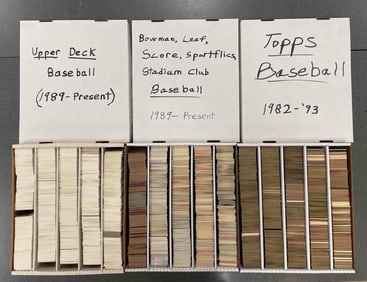 Upper Deck
Baseball
(1989-Present)
Bowman, Leaf,
Score, Sportflics,
Stadium Club
Baseball
1989-Present
Topps
Baseball
1982-'93